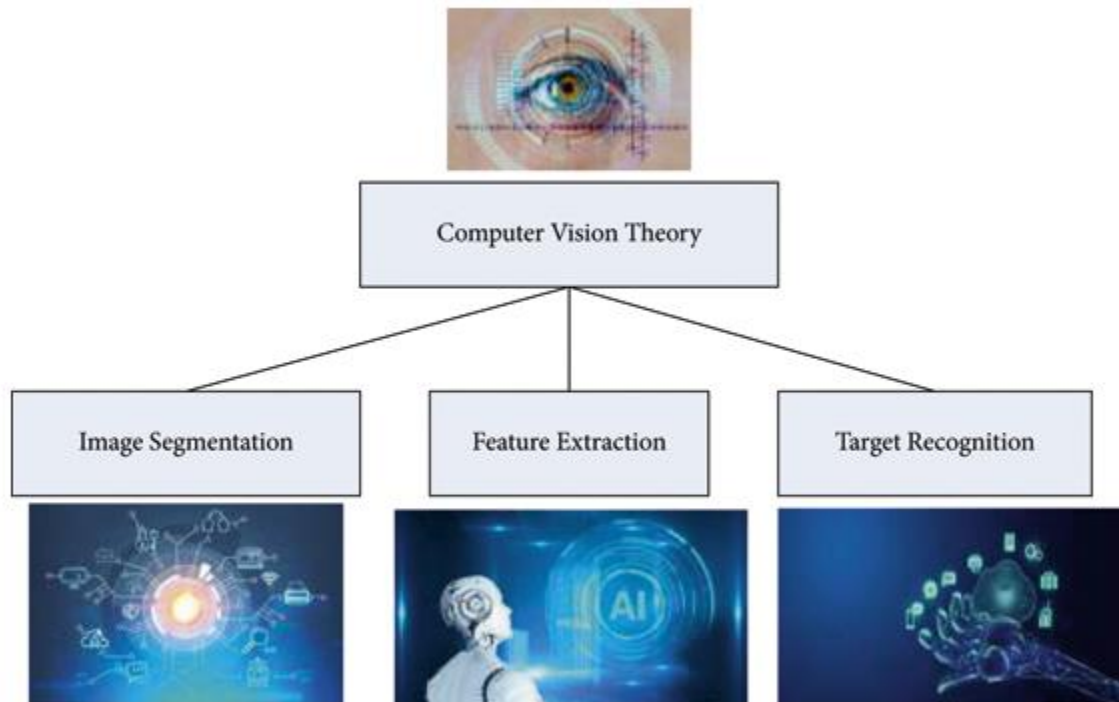 Computer Vision Theory
Image Segmentation
Feature Extraction
Target Recognition
AI